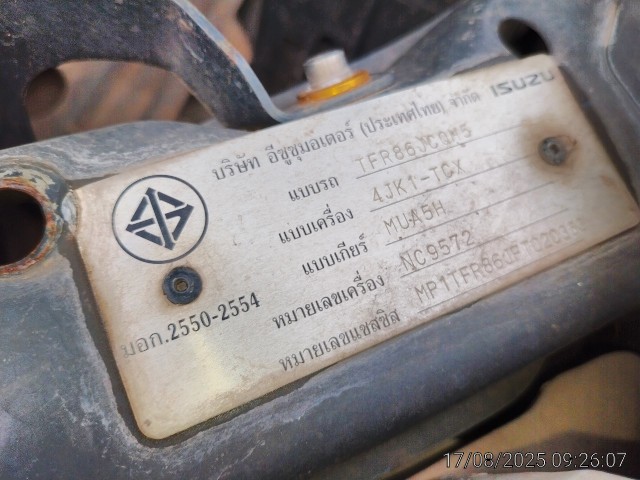 บริษัท อีซูซุมอเตอร์ (ประเทศไทย) จำกัด ISUZU
แบบรถ TFR86JCQM5
แบบเครื่อง 4JK1-TCX
แบบเกียร์ MUA5H
หมายเลขเครื่อง NC9572
หมายเลขแชสซิส
มอก.2550-2554
17/08/2025 09:26:07